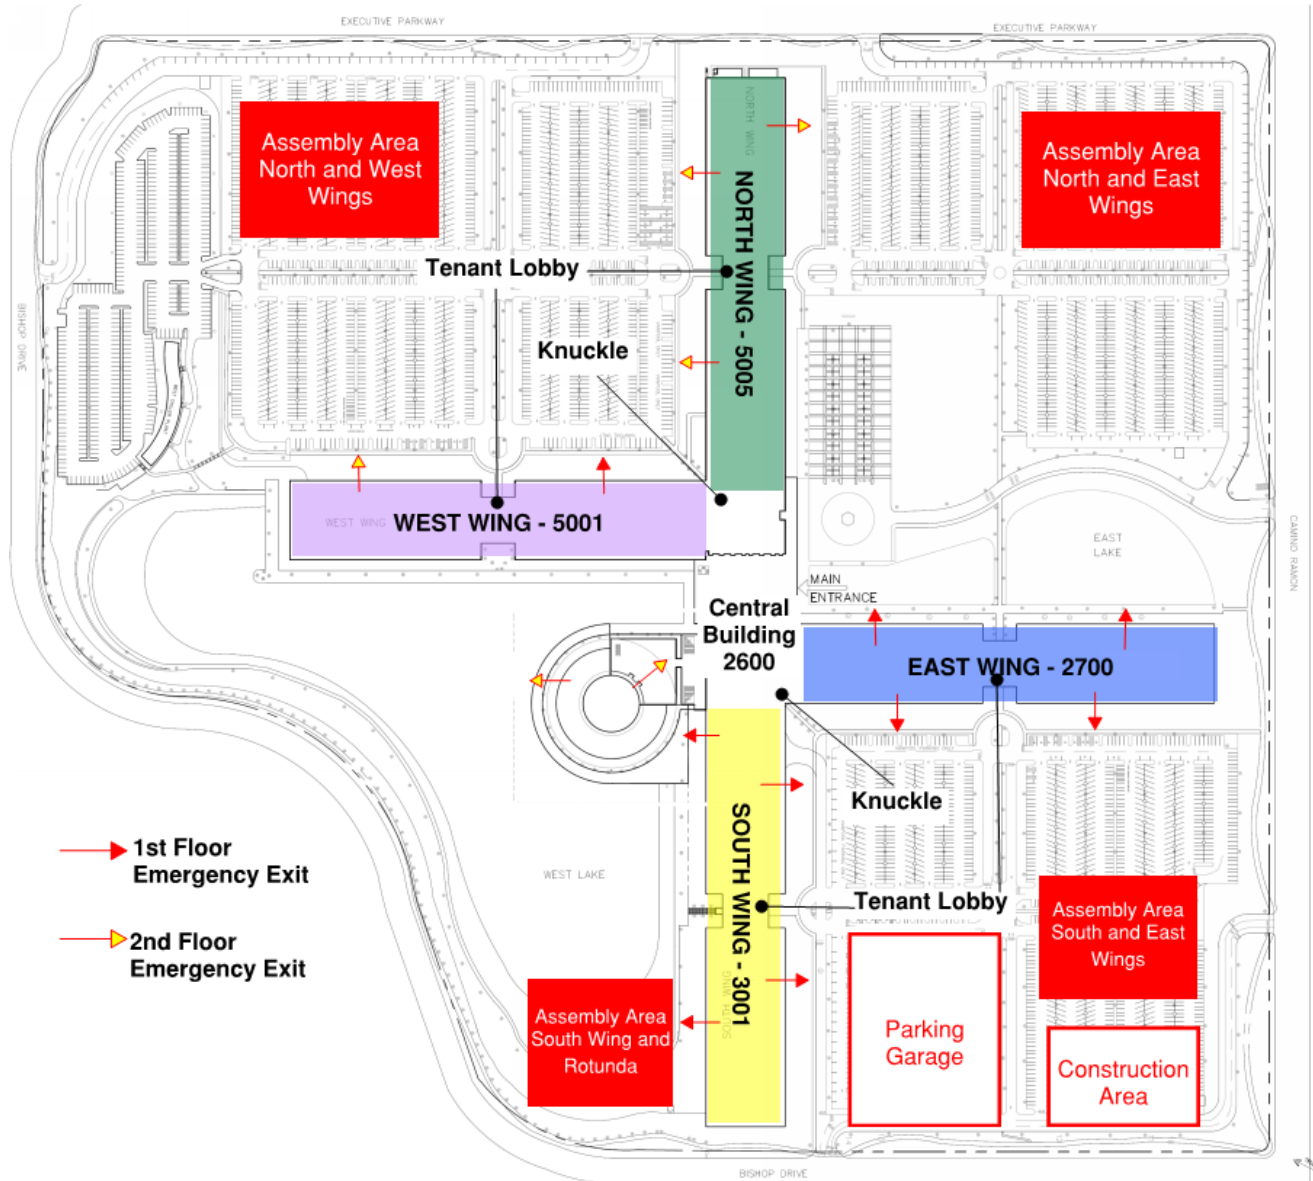 EXECUTIVE PARKWAY
EXECUTIVE PARKWAY
Assembly Area
North and West
Wings
NORTH WING
Assembly Area
North and East
Wings
NORTH WING - 5005
Tenant Lobby
Knuckle
BISHOP DRIVE
WEST WING
WEST WING - 5001
EAST
LAKE
CAMINO RAMON
MAIN
ENTRANCE
Central
Building
2600
EAST WING - 2700
Knuckle
1st Floor
Emergency Exit
WEST LAKE
SOUTH WING - 3001
SOUTH WING
Tenant Lobby
Assembly Area
South and East
Wings
2nd Floor
Emergency Exit
Assembly Area
South Wing and
Rotunda
Parking
Garage
Construction
Area
BISHOP DRIVE